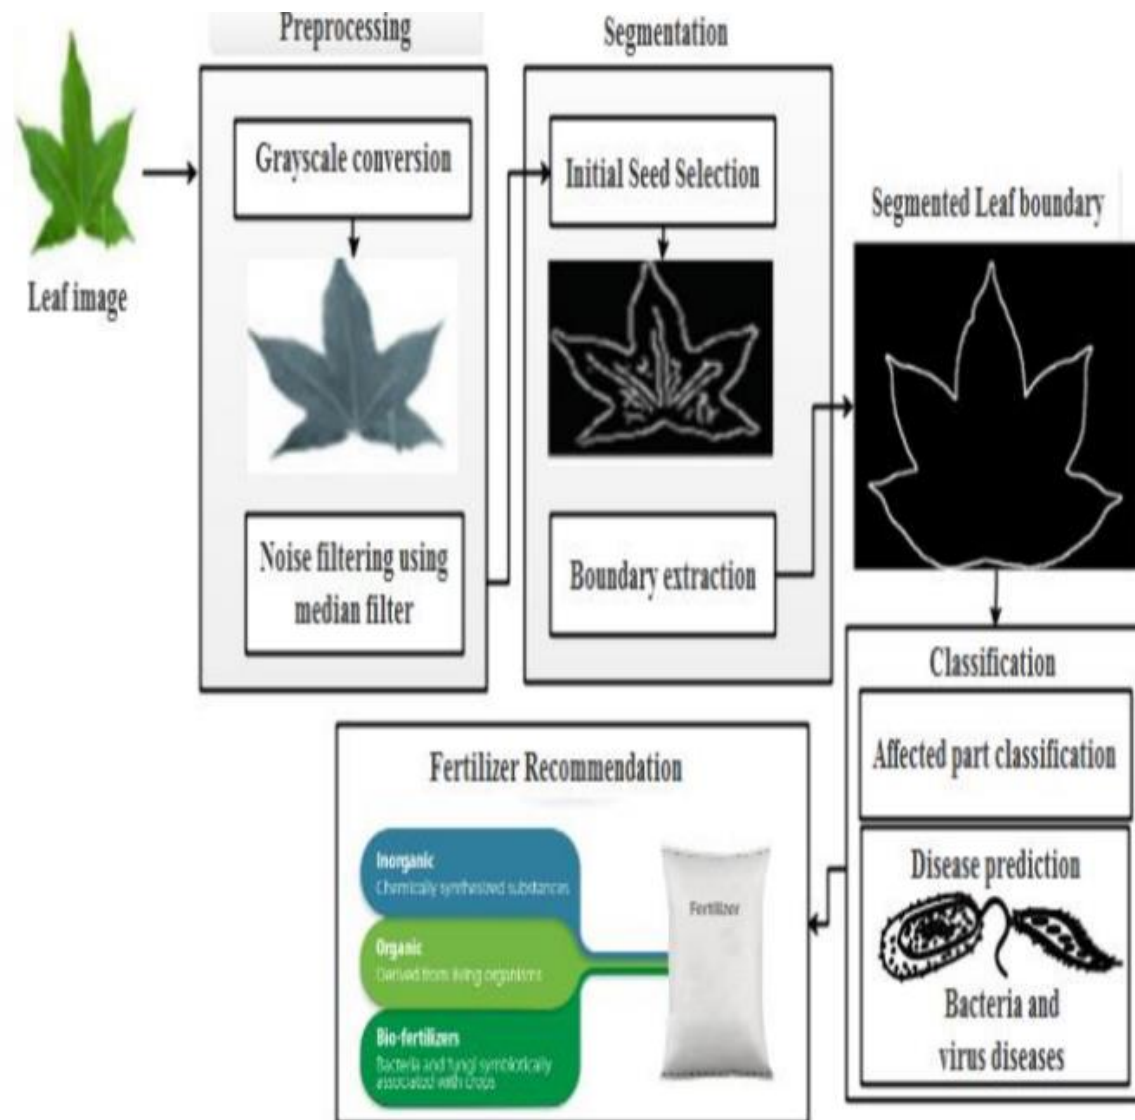 Preprocessing
Segmentation
Grayscale conversion
Initial Seed Selection
Segmented Leaf boundary
Leaf image
Noise filtering using
median filter
Boundary extraction
Classification
Affected part classification
Disease prediction
Bacteria and
virus diseases
Fertilizer Recommendation
Inorganic
Chemically synthesized substances
Organic
Derived from living organisms
Bio-fertilizers
Bacteria and fungi symbiotically
associated with crops
Fertilizer